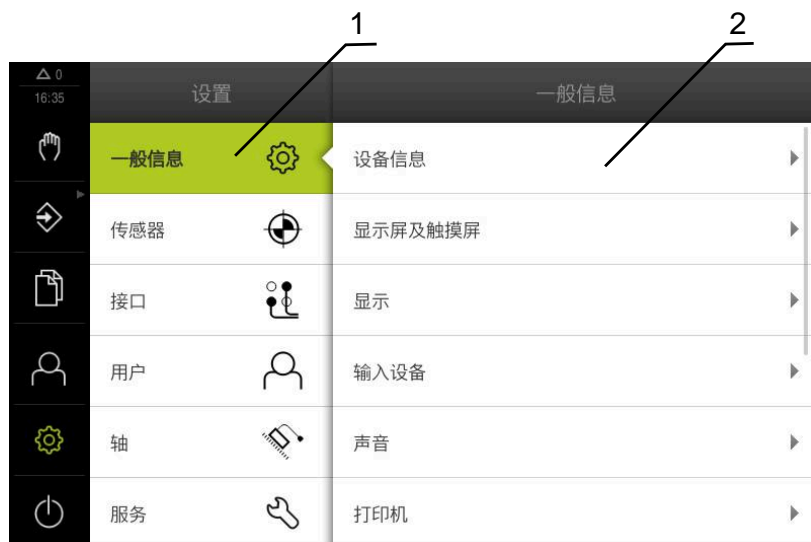 1
2
0
16:35
设置
一般信息
一般信息
设备信息
传感器
显示屏及触摸屏
接口
显示
用户
输入设备
轴
声音
服务
打印机